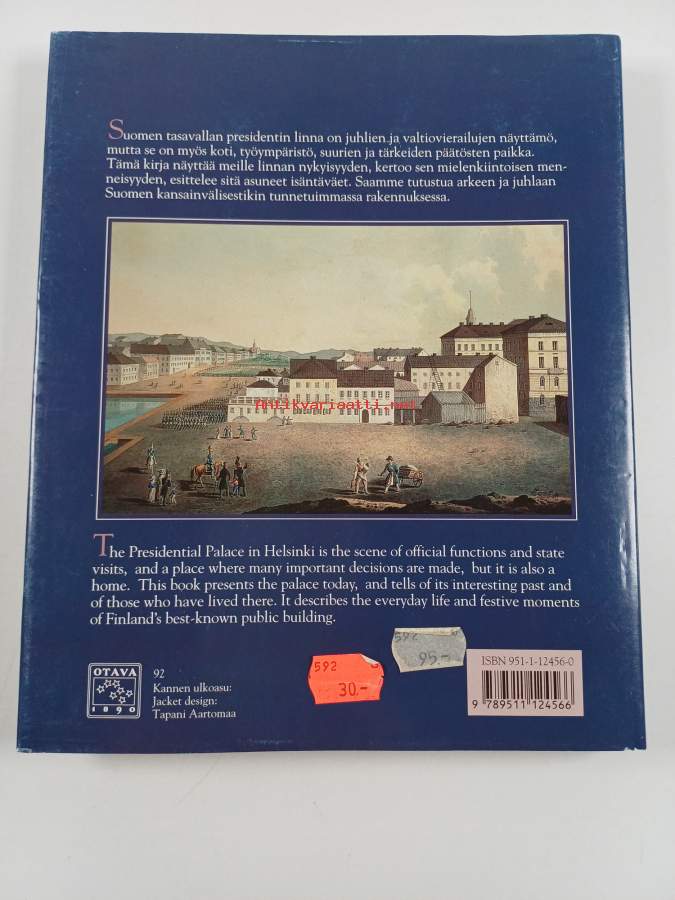 Suomen tasavallan presidentin linna on juhlien ja valtiovierailujen näyttämö,
mutta se on myös koti, työympäristö, suurien ja tärkeiden päätösten paikka.
Tämä kirja näyttää meille linnan nykyisyyden, kertoo sen mielenkiintoisen men-
neisyyden, esittelee sitä asuneet isäntäväet. Saamme tutustua arkeen ja juhlaan
Suomen kansainvälisestikin tunnetuimmassa rakennuksessa.
Antikvariaatti.net
The Presidential Palace in Helsinki is the scene of official functions and state
visits, and a place where many important decisions are made, but it is also a
home. This book presents the palace today, and tells of its interesting past and
of those who have lived there. It describes the everyday life and festive moments
of Finland's best-known public building.
OTAVA
1890
92
Kannen ulkoasu:
Jacket design:
Tapani Aartomaa
592
30.-
592
95.-
ISBN 951-1-12456-0
9 789511 124566